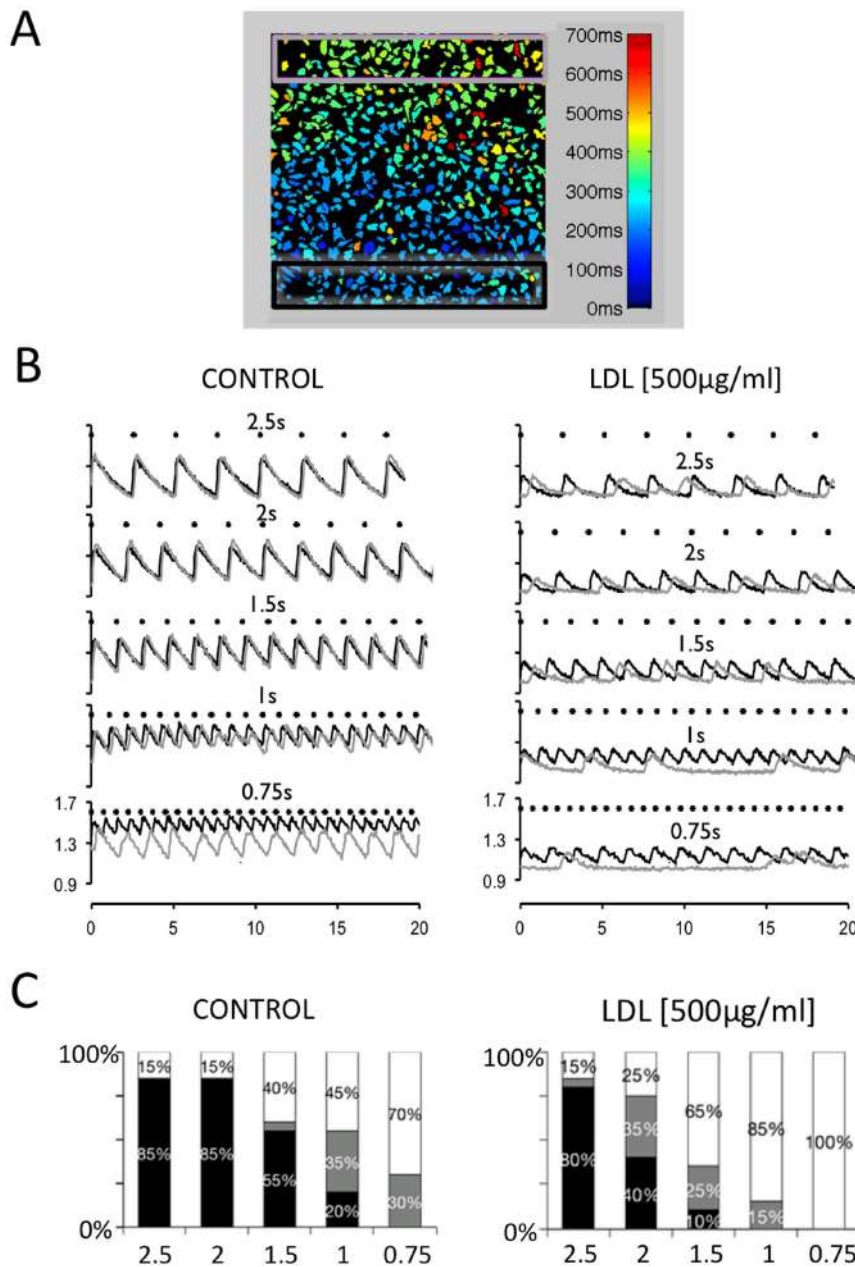 A
700ms
600ms
500ms
400ms
300ms
200ms
100ms
0ms
B
CONTROL
LDL [500µg/ml]
2.5s
2s
1.5s
1s
0.75s
1.7
1.3
0.9
0 5 10 15 20
2.5s
2s
1.5s
1s
0.75s
1.7
1.3
0.9
0 5 10 15 20
C
CONTROL
100%
0%
15% 15% 40% 45% 70%
85% 85% 55% 35% 20% 30%
2.5 2 1.5 1 0.75
LDL [500µg/ml]
100%
0%
15% 25% 65% 85% 100%
80% 35% 40% 25% 10% 15%
2.5 2 1.5 1 0.75